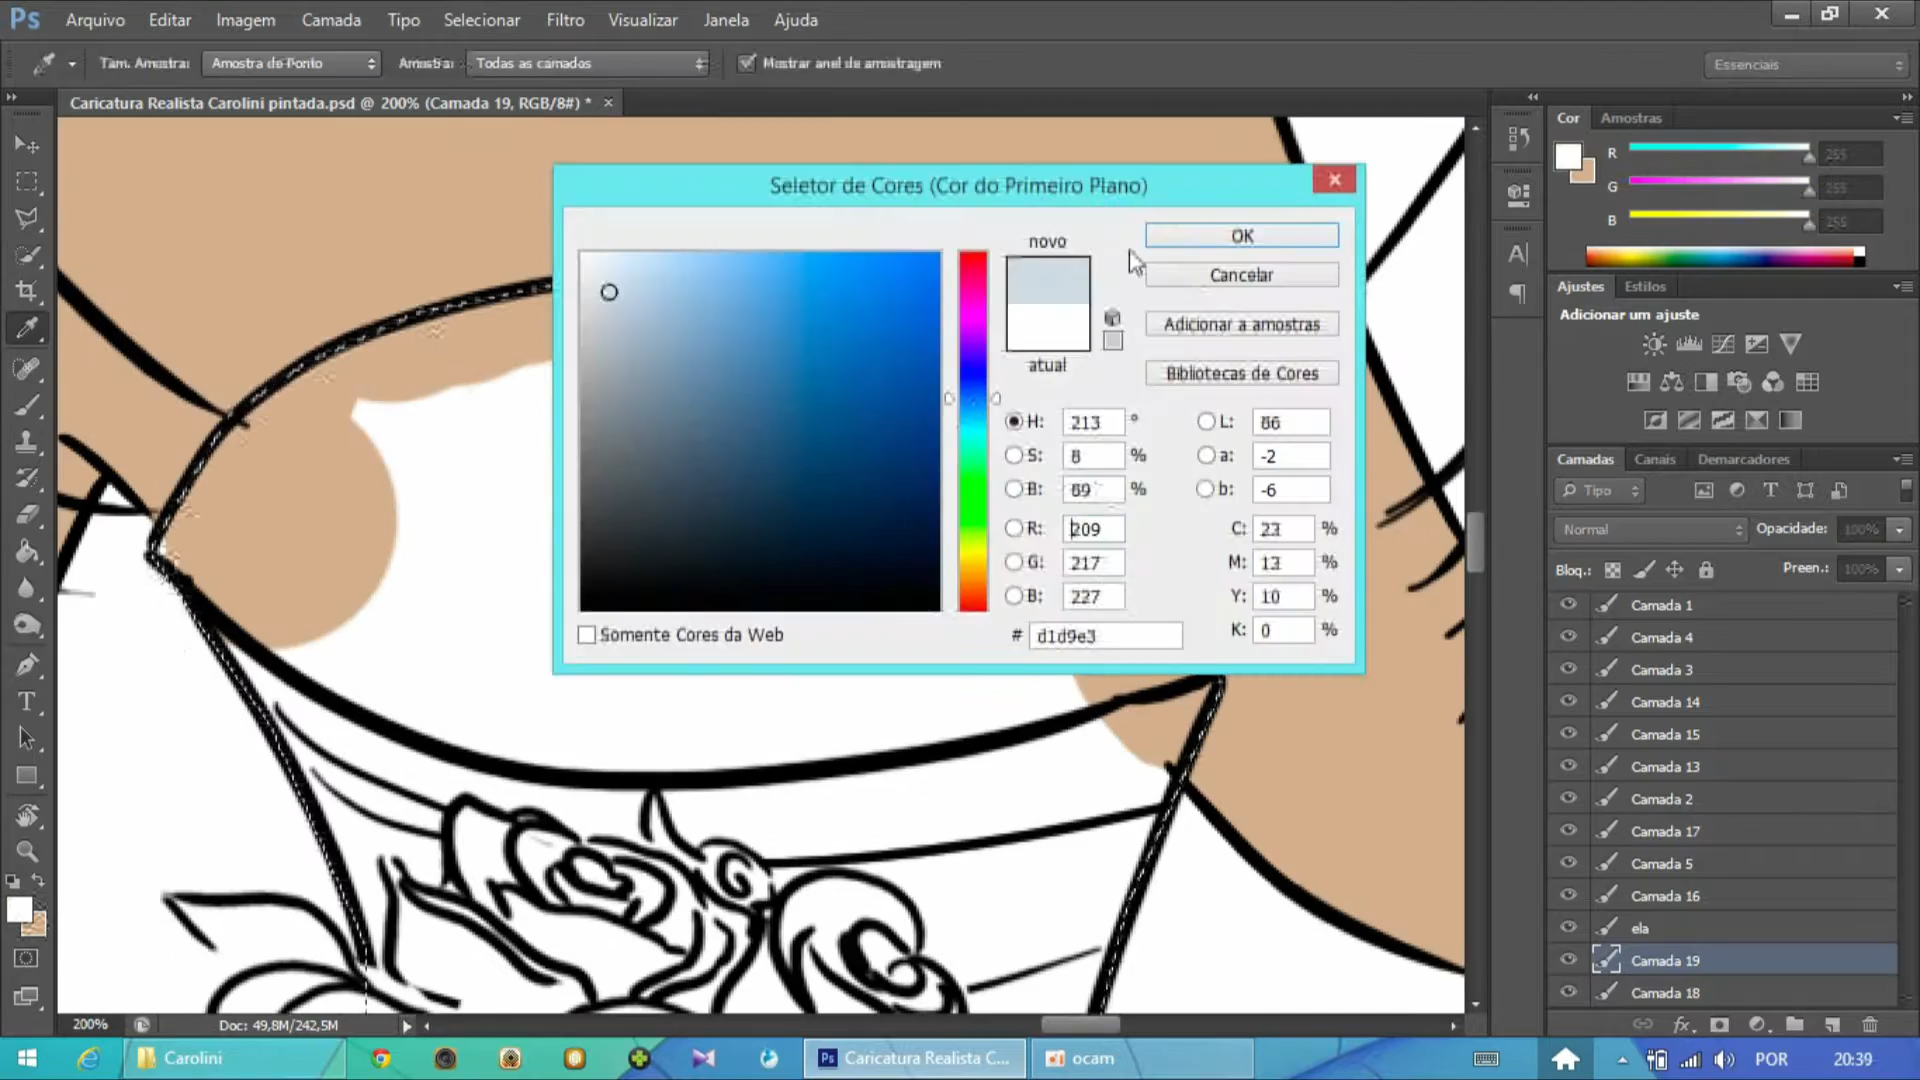 Ps Arquivo Editar Imagem Camada Tipo Selecionar Filtro Visualizar Janela Ajuda
Tam. Amostra: Amostra de Ponto Amostra: Todas as camadas Mostrar anel de amostragem Essenciais
Caricatura Realista Carolini pintada.psd @ 200% (Camada 19, RGB/8#) * ×
Cor Amostras
R 255
G 255
B 255
Seletor de Cores (Cor do Primeiro Plano)
novo
atual
OK
Cancelar
Adicionar a amostras
Bibliotecas de Cores
H: 213 °
S: 8 %
B: 89 %
R: 209
G: 217
B: 227
# d1d9e3
L: 86
a: -2
b: -6
C: 23 %
M: 13 %
Y: 10 %
K: 0 %
Somente Cores da Web
Ajustes Estilos
Adicionar um ajuste
Camadas Canais Demarcadores
Tipo
Normal Opacidade: 100%
Bloq.: Preen.: 100%
Camada 1
Camada 4
Camada 3
Camada 14
Camada 15
Camada 13
Camada 2
Camada 17
Camada 5
Camada 16
ela
Camada 19
Camada 18
200% Doc: 49,8M/242,5M
Carolini
Ps Caricatura Realista C...
ocam
POR 20:39